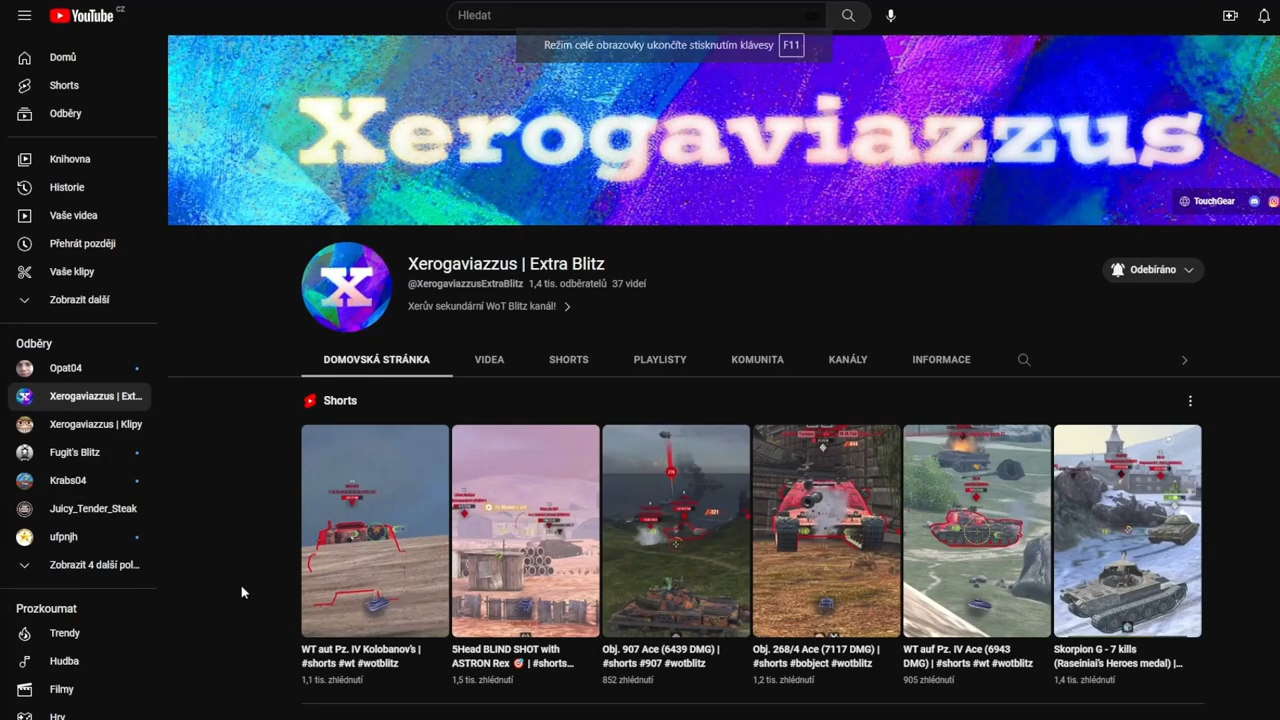 YouTube CZ
Hledat
Režim celé obrazovky ukončíte stisknutím klávesy F11
Domů
Shorts
Odběry
Knihovna
Historie
Vaše videa
Přehrát později
Vaše klipy
Zobrazit další
Odběry
Opat04
Xerogaviazzus | Ext...
Xerogaviazzus | Klipy
Fugit's Blitz
Krabs04
Juicy_Tender_Steak
ufpnjh
Zobrazit 4 další pol...
Prozkoumat
Trendy
Hudba
Filmy
Hry
Xerogaviazzus
TouchGear
X
Xerogaviazzus | Extra Blitz
@XerogaviazzusExtraBlitz 1,4 tis. odběratelů 37 videí
Xerův sekundární WoT Blitz kanál!
Odebíráno
DOMOVSKÁ STRÁNKA VIDEA SHORTS PLAYLISTY KOMUNITA KANÁLY INFORMACE
Shorts
WT aut Pz. IV Kolobanov's |
#shorts #wt #wotblitz
1,1 tis. zhlédnutí
5Head BLIND SHOT with
ASTRON Rex 🎯 | #shorts...
1,5 tis. zhlédnutí
Obj. 907 Ace (6439 DMG) |
#shorts #907 #wotblitz
852 zhlédnutí
Obj. 268/4 Ace (7117 DMG) |
#shorts #bobject #wotblitz
1,2 tis. zhlédnutí
WT auf Pz. IV Ace (6943
DMG) | #shorts #wt #wotblitz
905 zhlédnutí
Skorpion G - 7 kills
(Raseiniai's Heroes medal) |...
1,4 tis. zhlédnutí